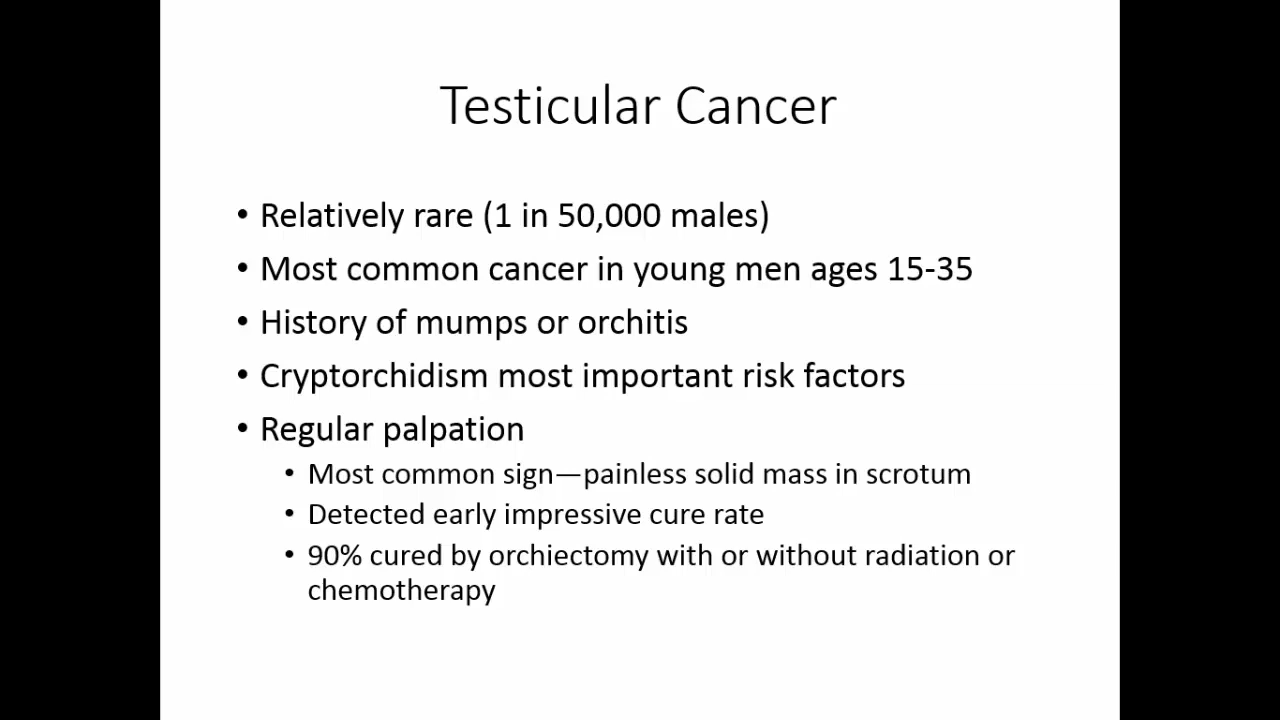 Testicular Cancer
• Relatively rare (1 in 50,000 males)
• Most common cancer in young men ages 15-35
• History of mumps or orchitis
• Cryptorchidism most important risk factors
• Regular palpation
• Most common sign—painless solid mass in scrotum
• Detected early impressive cure rate
• 90% cured by orchiectomy with or without radiation or
chemotherapy